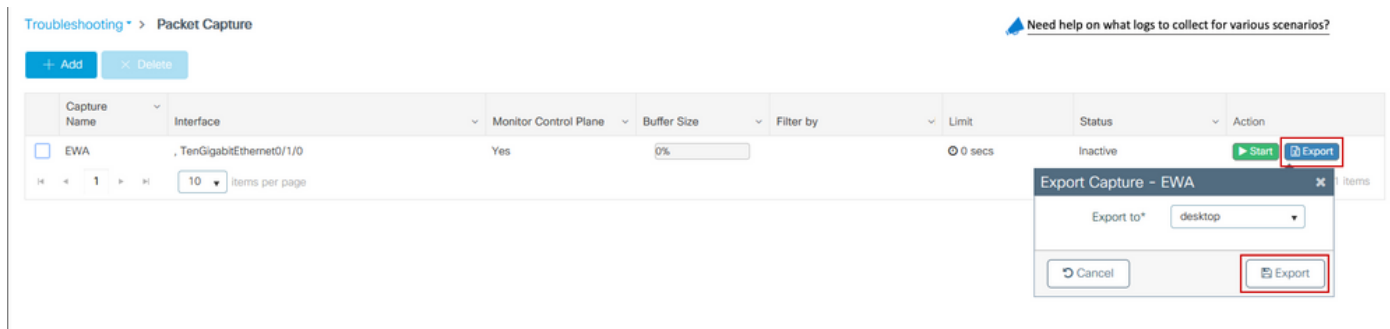 Troubleshooting > Packet Capture
Need help on what logs to collect for various scenarios?
+ Add
× Delete
Capture Name
Interface
Monitor Control Plane
Buffer Size
Filter by
Limit
Status
Action
EWA
, TenGigabitEthernet0/1/0
Yes
0%
0 secs
Inactive
Start
Export
1
10
items per page
1 items
Export Capture - EWA
Export to*
desktop
Cancel
Export